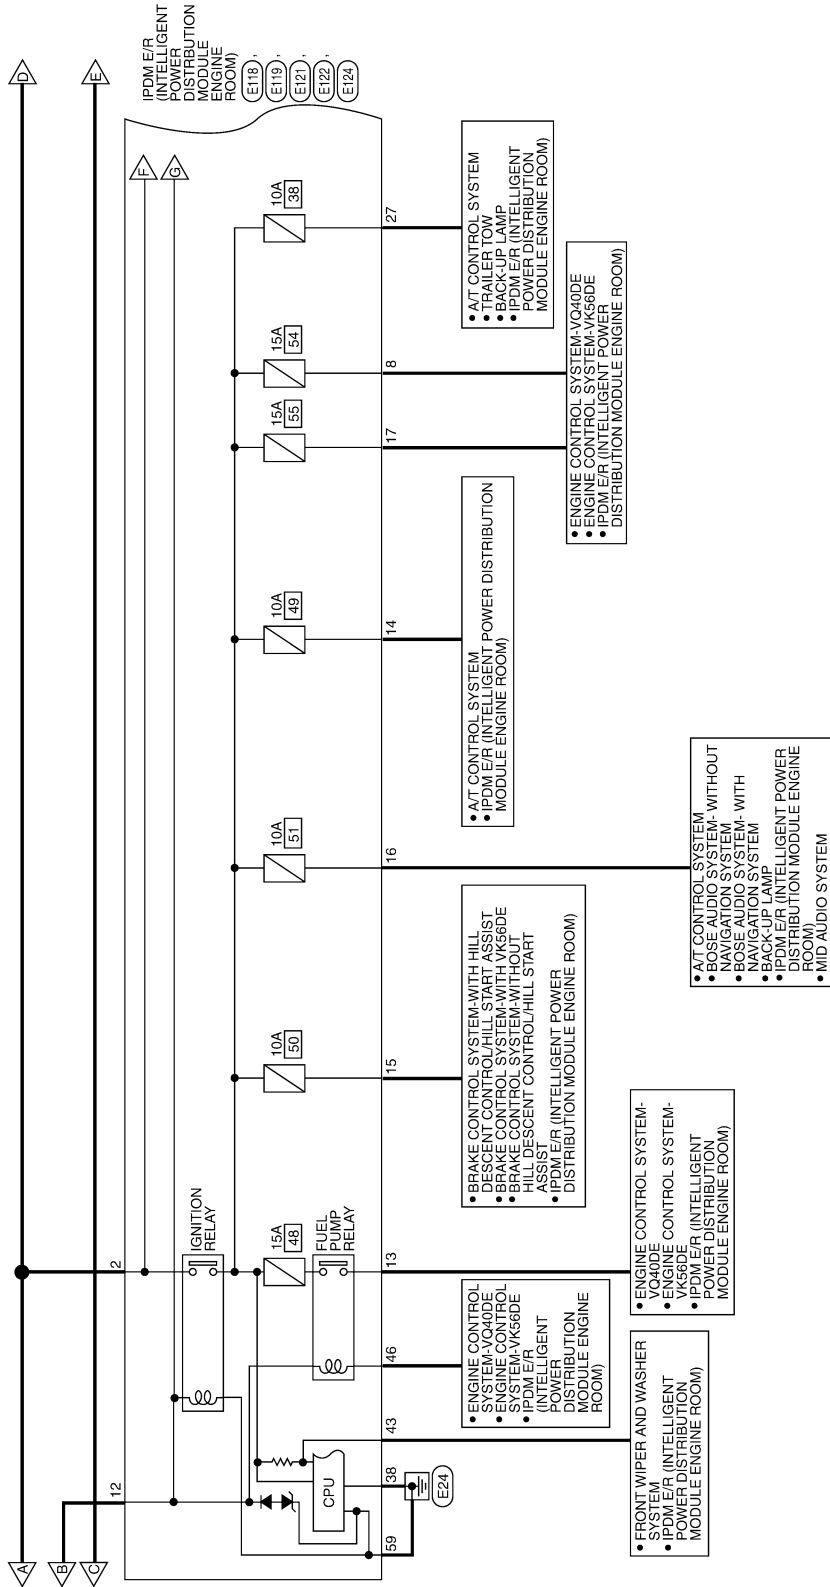 A
B
C
D
E
F
G
IPDM E/R
(INTELLIGENT
POWER
DISTRBUTION
MODULE
ENGINE
ROOM)
E118 ,
E119 ,
E121 ,
E122 ,
E124
12
2
IGNITION
RELAY
15A
48
FUEL
PUMP
RELAY
10A
50
10A
51
10A
49
15A
55
15A
54
10A
38
CPU
59
38
43
46
13
15
16
14
17
8
27
E24
• FRONT WIPER AND WASHER
SYSTEM
• IPDM E/R (INTELLIGENT
POWER DISTRIBUTION
MODULE ENGINE ROOM)
• ENGINE CONTROL
SYSTEM-VQ40DE
• ENGINE CONTROL
SYSTEM-VK56DE
• IPDM E/R
(INTELLIGENT
POWER
DISTRIBUTION
MODULE ENGINE
ROOM)
• ENGINE CONTROL SYSTEM-
VQ40DE
• ENGINE CONTROL SYSTEM-
VK56DE
• IPDM E/R (INTELLIGENT
POWER DISTRIBUTION
MODULE ENGINE ROOM)
• BRAKE CONTROL SYSTEM-WITH HILL
DESCENT CONTROL/HILL START ASSIST
• BRAKE CONTROL SYSTEM-WITH VK56DE
• BRAKE CONTROL SYSTEM-WITHOUT
HILL DESCENT CONTROL/HILL START
ASSIST
• IPDM E/R (INTELLIGENT POWER
DISTRIBUTION MODULE ENGINE ROOM)
• A/T CONTROL SYSTEM
• BOSE AUDIO SYSTEM- WITHOUT
NAVIGATION SYSTEM
• BOSE AUDIO SYSTEM- WITH
NAVIGATION SYSTEM
• BACK-UP LAMP
• IPDM E/R (INTELLIGENT POWER
DISTRIBUTION MODULE ENGINE
ROOM)
• MID AUDIO SYSTEM
• A/T CONTROL SYSTEM
• IPDM E/R (INTELLIGENT POWER DISTRIBUTION
MODULE ENGINE ROOM)
• ENGINE CONTROL SYSTEM-VQ40DE
• ENGINE CONTROL SYSTEM-VK56DE
• IPDM E/R (INTELLIGENT POWER
DISTRIBUTION MODULE ENGINE ROOM)
• A/T CONTROL SYSTEM
• TRAILER TOW
• BACK-UP LAMP
• IPDM E/R (INTELLIGENT
POWER DISTRIBUTION
MODULE ENGINE ROOM)